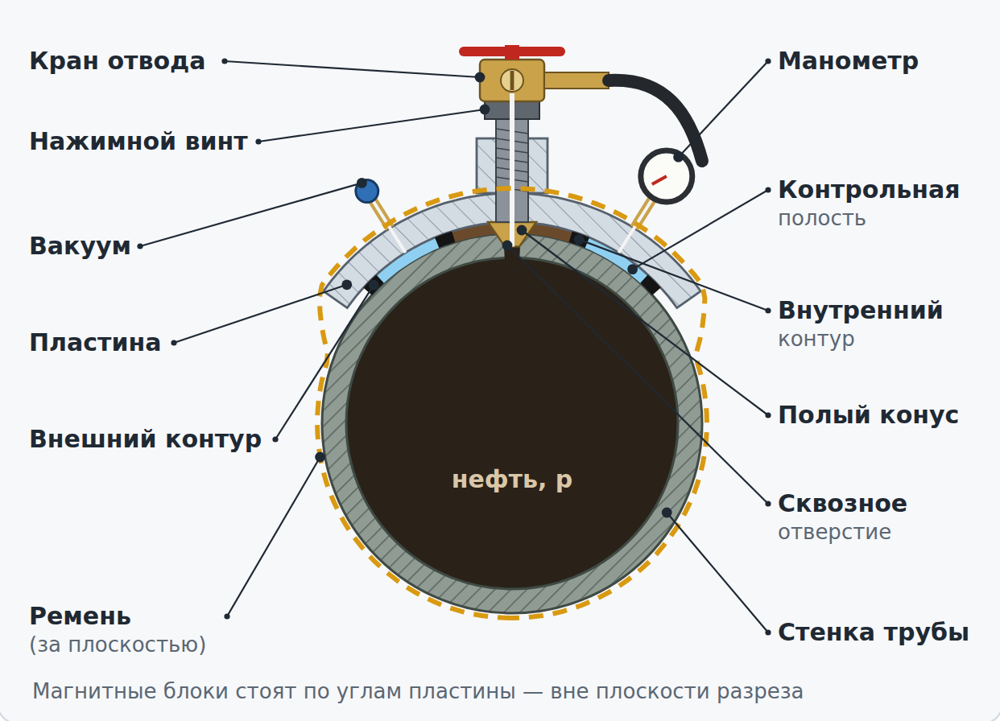 Кран отвода
Нажимной винт
Вакуум
Пластина
Внешний контур
Ремень
(за плоскостью)
Манометр
Контрольная
полость
Внутренний
контур
Полый конус
Сквозное
отверстие
Стенка трубы
нефть, p
Магнитные блоки стоят по углам пластины — вне плоскости разреза